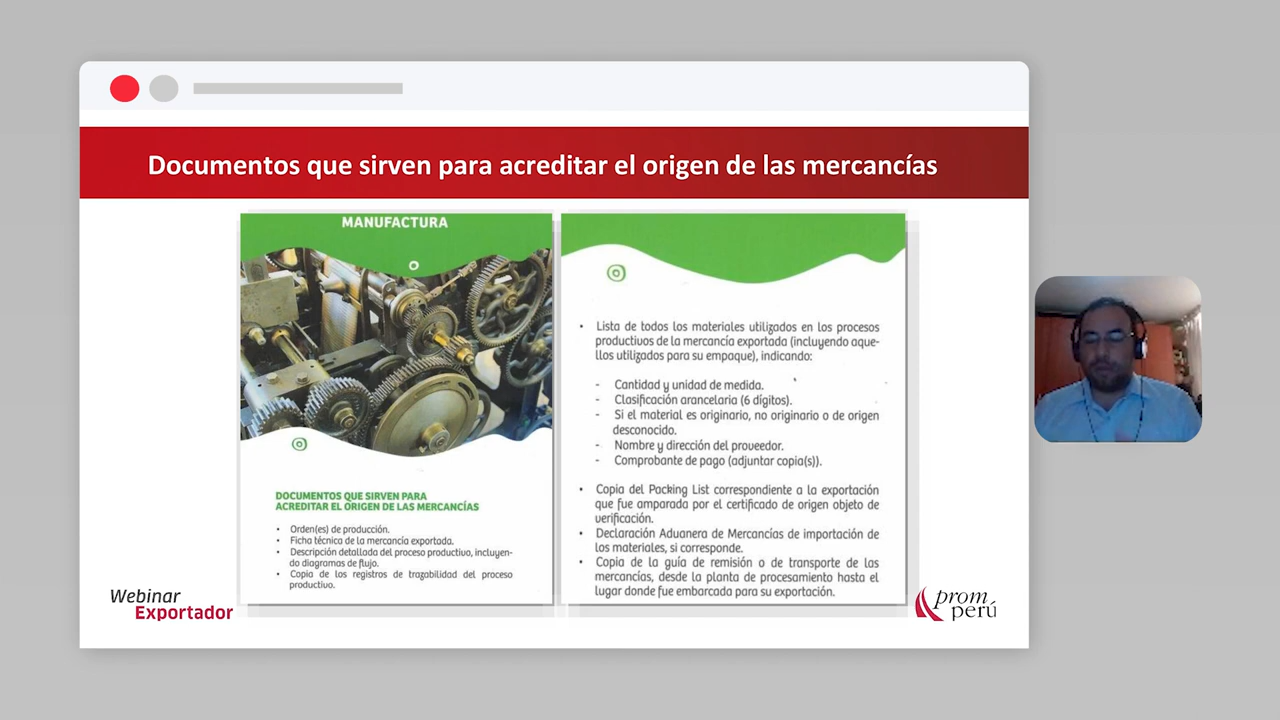 Documentos que sirven para acreditar el origen de las mercancías
MANUFACTURA
DOCUMENTOS QUE SIRVEN PARA
ACREDITAR EL ORIGEN DE LAS MERCANCÍAS
• Orden(es) de producción.
• Ficha técnica de la mercancía exportada.
• Descripción detallada del proceso productivo, incluyen-
do diagramas de flujo.
• Copia de los registros de trazabilidad del proceso
productivo.
• Lista de todos los materiales utilizados en los procesos
productivos de la mercancía exportada (incluyendo aque-
llos utilizados para su empaque), indicando:
- Cantidad y unidad de medida.
- Clasificación arancelaria (6 dígitos).
- Si el material es originario, no originario o de origen
desconocido.
- Nombre y dirección del proveedor.
- Comprobante de pago (adjuntar copia(s)).
• Copia del Packing List correspondiente a la exportación
que fue amparada por el certificado de origen objeto de
verificación.
• Declaración Aduanera de Mercancías de importación de
los materiales, si corresponde.
• Copia de la guía de remisión o de transporte de las
mercancías, desde la planta de procesamiento hasta el
lugar donde fue embarcada para su exportación.
Webinar
Exportador
prom
perú